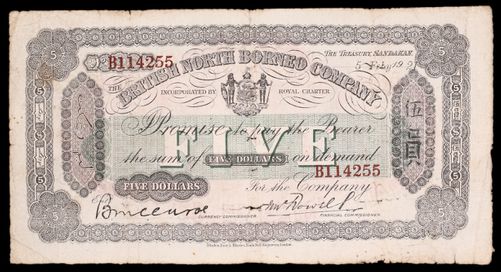 B114255
THE BRITISH NORTH BORNEO COMPANY
THE TREASURY, SANDAKAN,
INCORPORATED BY ROYAL CHARTER
I Promise to pay the Bearer
FIVE
the sum of FIVE DOLLARS on demand
B114255
FIVE DOLLARS
For the Company
CURRENCY COMMISSIONER
FINANCIAL COMMISSIONER
伍
5
5
5
5